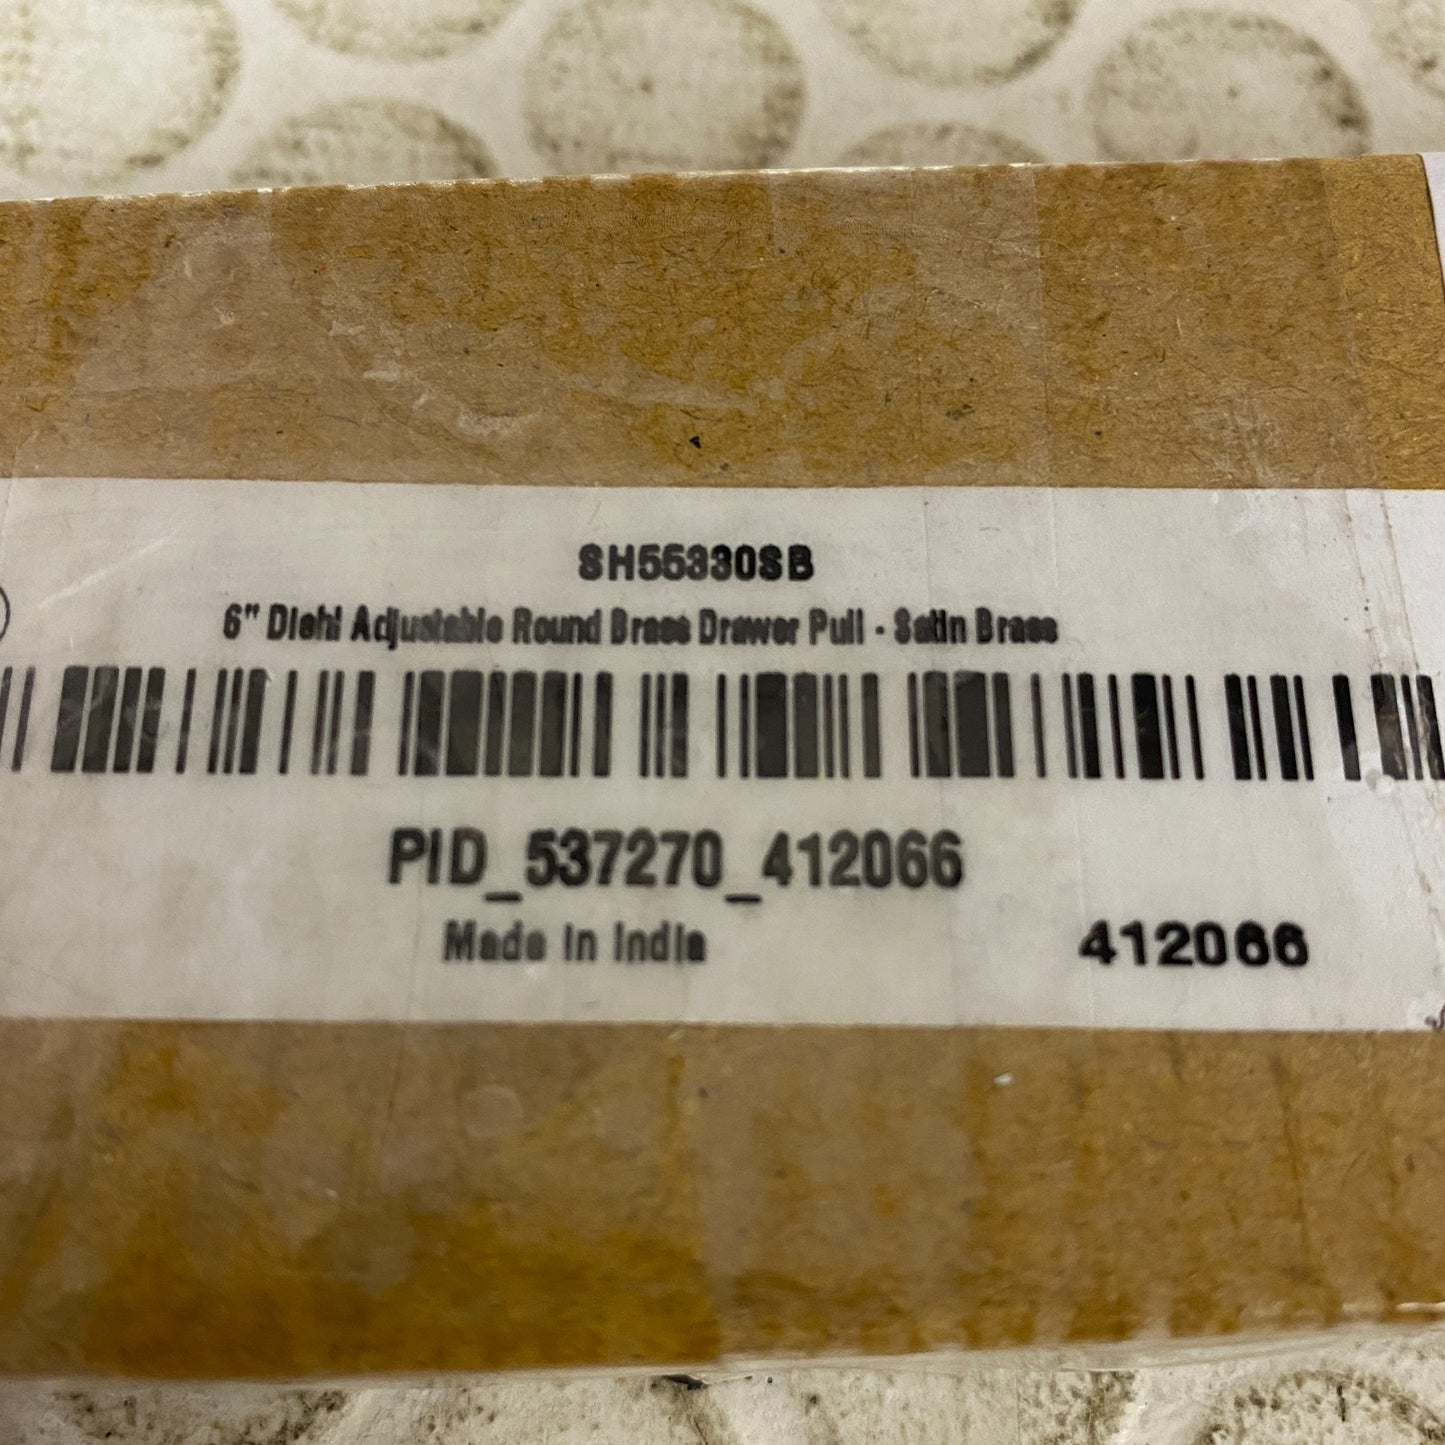 SH55330SB
6" Diehl Adjustable Round Brass Drawer Pull - Satin Brass
PID_537270_412066
Made in India
412066